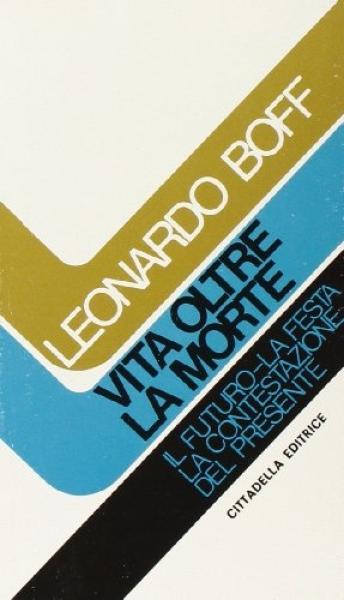 LEONARDO BOFF
VITA OLTRE
LA MORTE
IL FUTURO-LA FESTA
LA CONTESTAZIONE
DEL PRESENTE
CITTADELLA EDITRICE